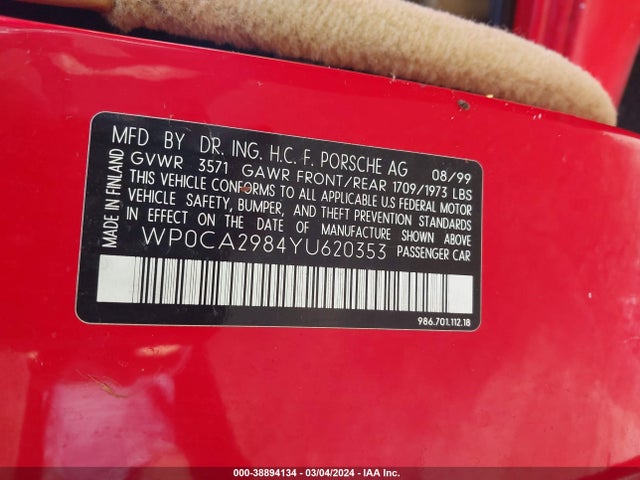 MFD BY DR. ING. H.C. F. PORSCHE AG 08/99
GVWR 3571 GAWR FRONT/REAR 1709/1973 LBS
THIS VEHICLE CONFORMS TO ALL APPLICABLE U.S FEDERAL MOTOR
VEHICLE SAFETY, BUMPER, AND THEFT PREVENTION STANDARDS
IN EFFECT ON THE DATE OF MANUFACTURE SHOWN ABOVE
WP0CA2984YU620353 PASSENGER CAR
MADE IN FINLAND
986.701.112.18
000-38894134 - 03/04/2024 - IAA Inc.